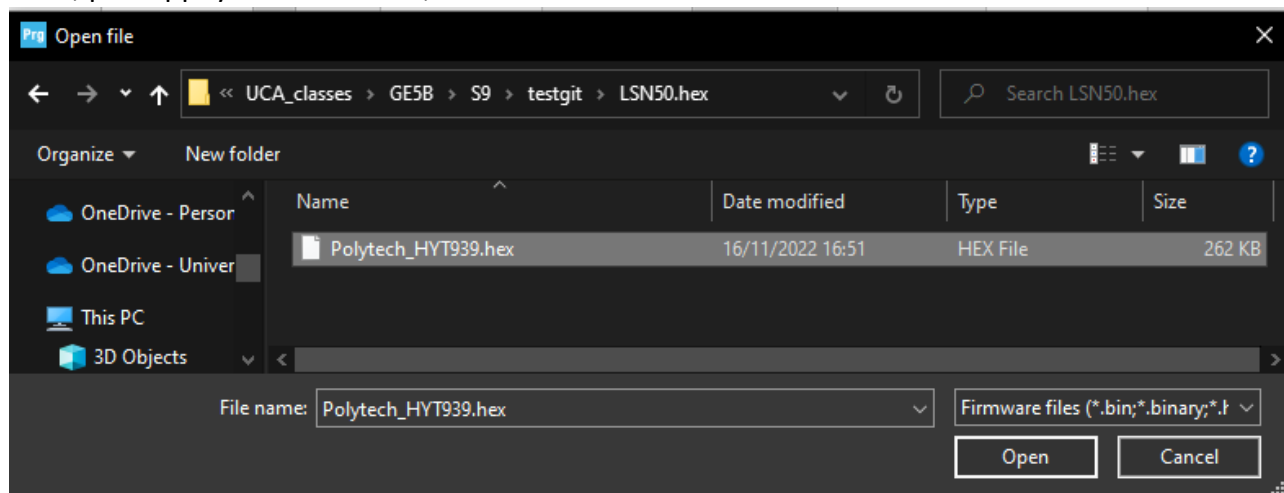 Prg Open file
« UCA_classes > GE5B > S9 > testgit > LSN50.hex
Search LSN50.hex
Organize New folder
Name Date modified Type Size
OneDrive - Person
Polytech_HYT939.hex 16/11/2022 16:51 HEX File 262 KB
OneDrive - Univer
This PC
3D Objects
File name: Polytech_HYT939.hex Firmware files (*.bin;*.binary;*.h
Open Cancel